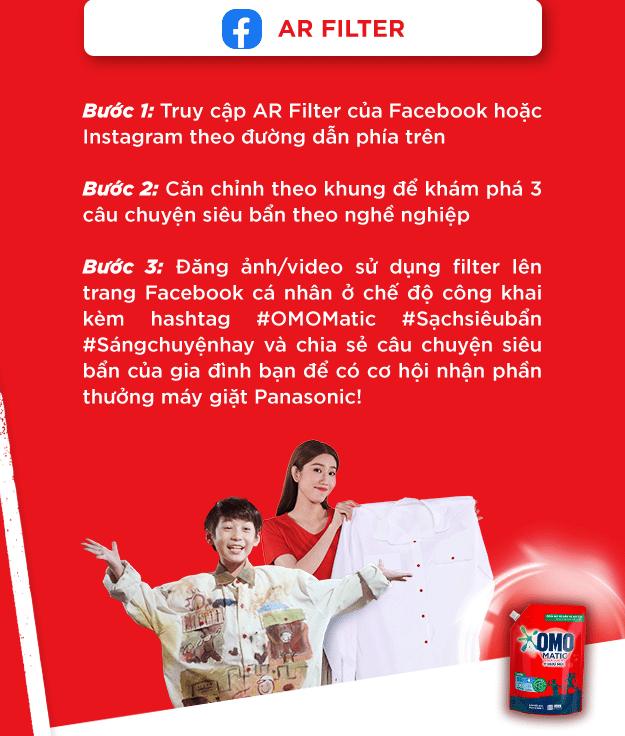 AR FILTER
Bước 1: Truy cập AR Filter của Facebook hoặc
Instagram theo đường dẫn phía trên
Bước 2: Căn chỉnh theo khung để khám phá 3
câu chuyện siêu bẩn theo nghề nghiệp
Bước 3: Đăng ảnh/video sử dụng filter lên
trang Facebook cá nhân ở chế độ công khai
kèm hashtag #OMOMatic #Sạchsiêubẩn
#Sángchuyệnhay và chia sẻ câu chuyện siêu
bẩn của gia đình bạn để có cơ hội nhận phần
thưởng máy giặt Panasonic!
OMO
MATIC